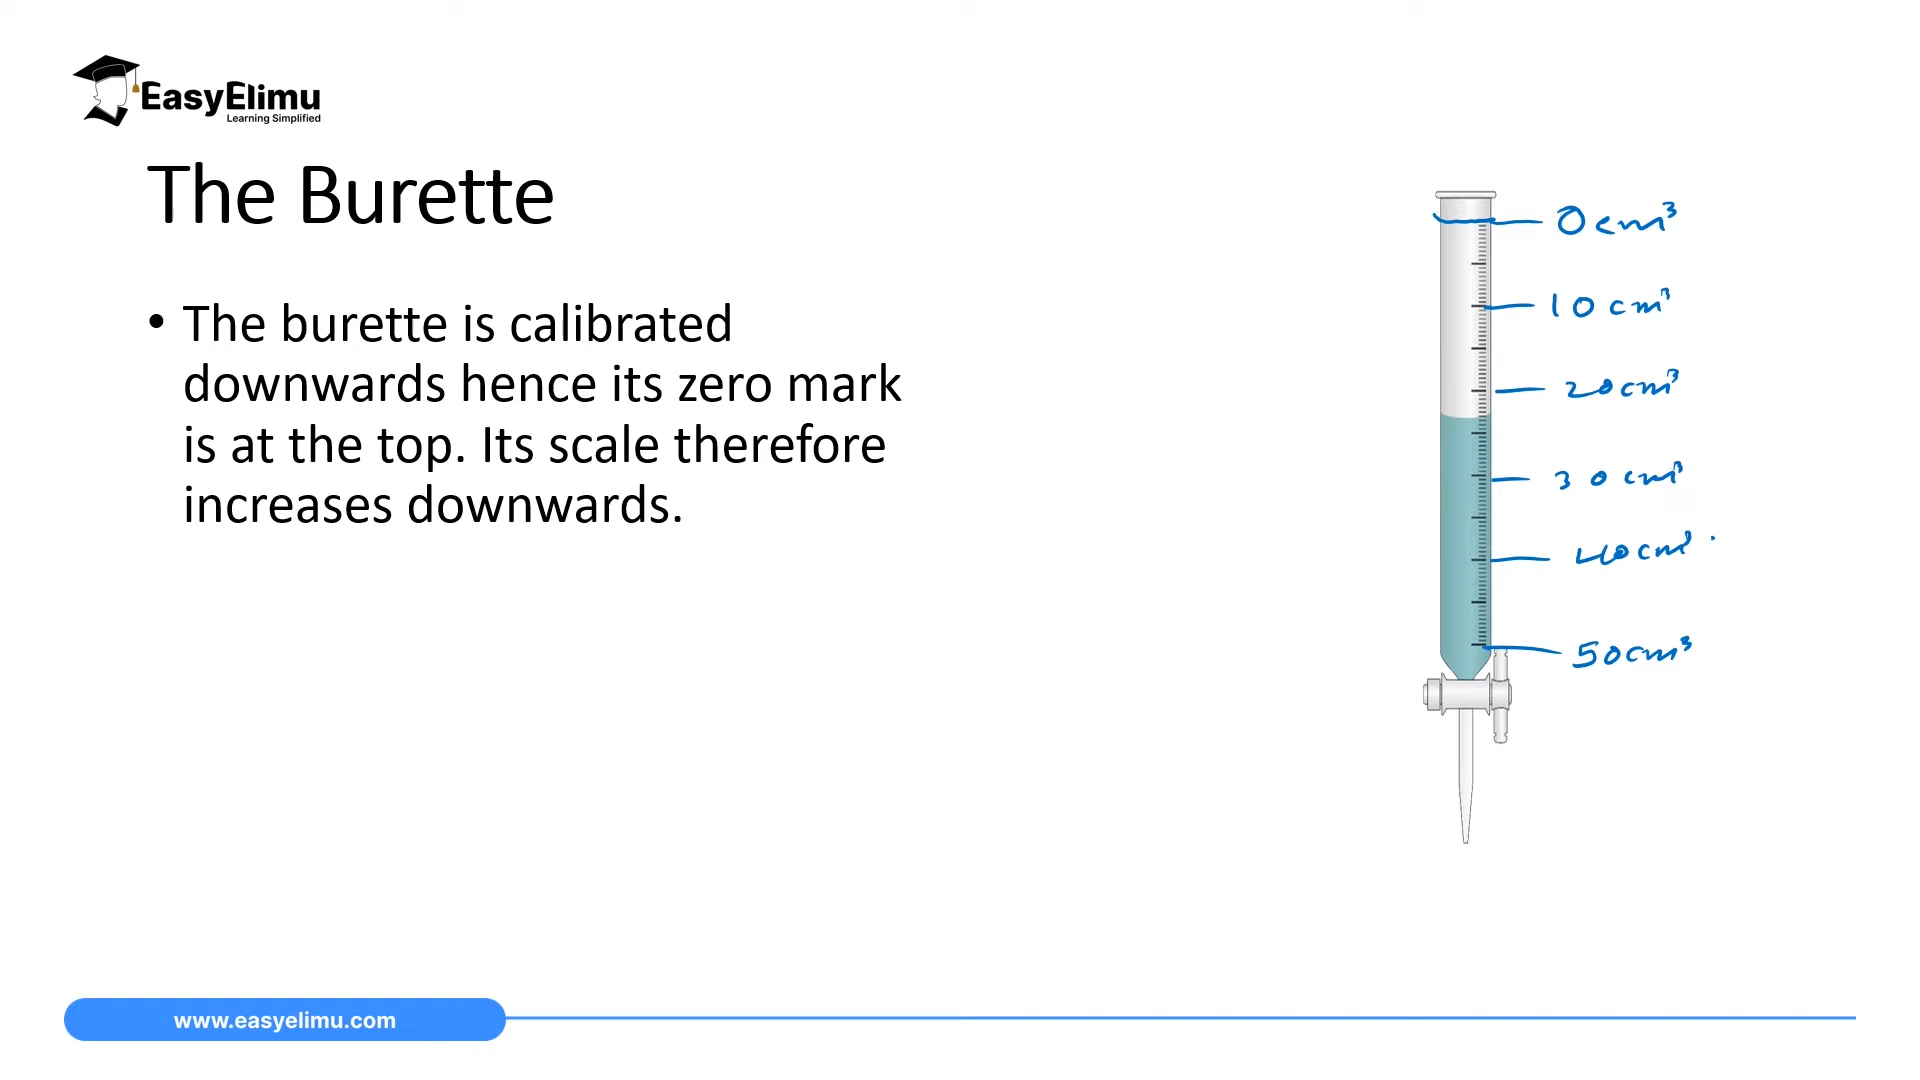 EasyElimu
Learning Simplified
The Burette
• The burette is calibrated
downwards hence its zero mark
is at the top. Its scale therefore
increases downwards.
0cm³
10cm³
20cm³
30cm³
40cm³
50cm³
www.easyelimu.com